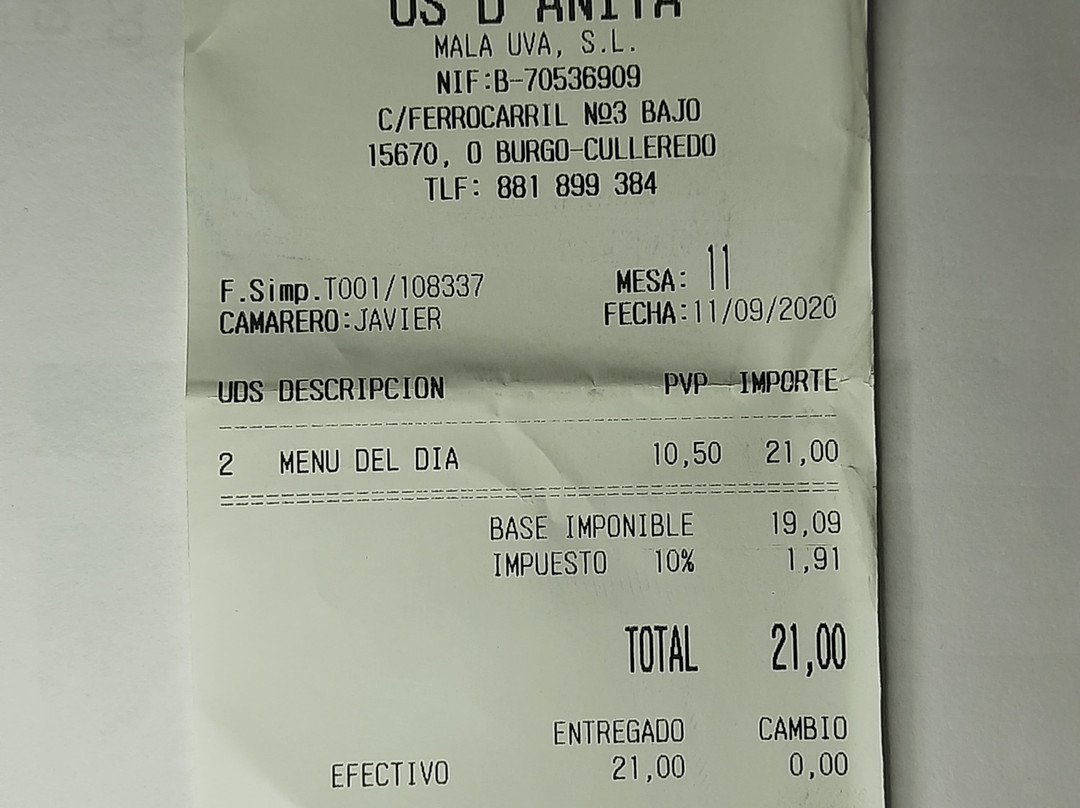 OS D'ANITA
MALA UVA, S.L.
NIF:B-70536909
C/FERROCARRIL Nº3 BAJO
15670, O BURGO-CULLEREDO
TLF: 881 899 384
F.Simp.T001/108337 MESA: 11
CAMARERO:JAVIER FECHA:11/09/2020
UDS DESCRIPCION PVP IMPORTE
2 MENU DEL DIA 10,50 21,00
BASE IMPONIBLE 19,09
IMPUESTO 10% 1,91
TOTAL 21,00
ENTREGADO CAMBIO
EFECTIVO 21,00 0,00